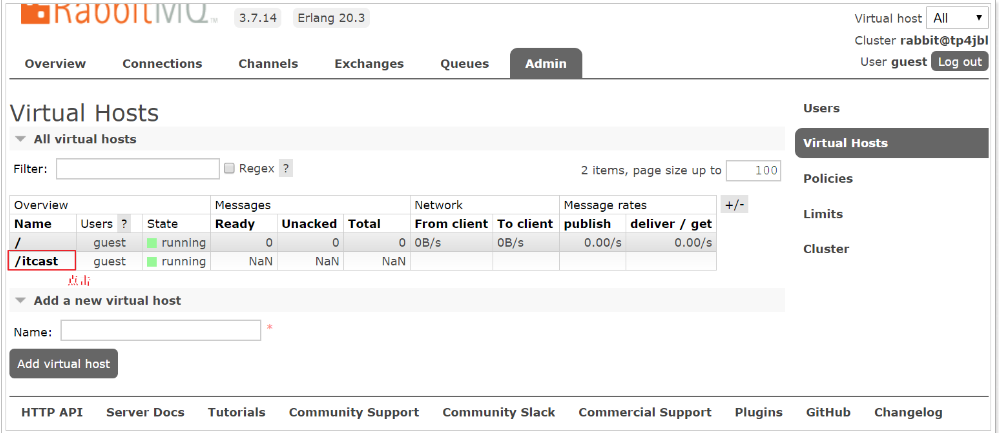 RabbitMQ 3.7.14 Erlang 20.3
Virtual host All
Cluster rabbit@tp4jbl
User guest Log out
Overview Connections Channels Exchanges Queues Admin
Virtual Hosts
All virtual hosts
Filter: Regex ?
2 items, page size up to 100
Overview Messages Network Message rates +/-
Name Users ? State Ready Unacked Total From client To client publish deliver / get
/ guest running 0 0 0 0B/s 0B/s 0.00/s 0.00/s
/itcast guest running NaN NaN NaN
点击
Add a new virtual host
Name: *
Add virtual host
Users
Virtual Hosts
Policies
Limits
Cluster
HTTP API Server Docs Tutorials Community Support Community Slack Commercial Support Plugins GitHub Changelog